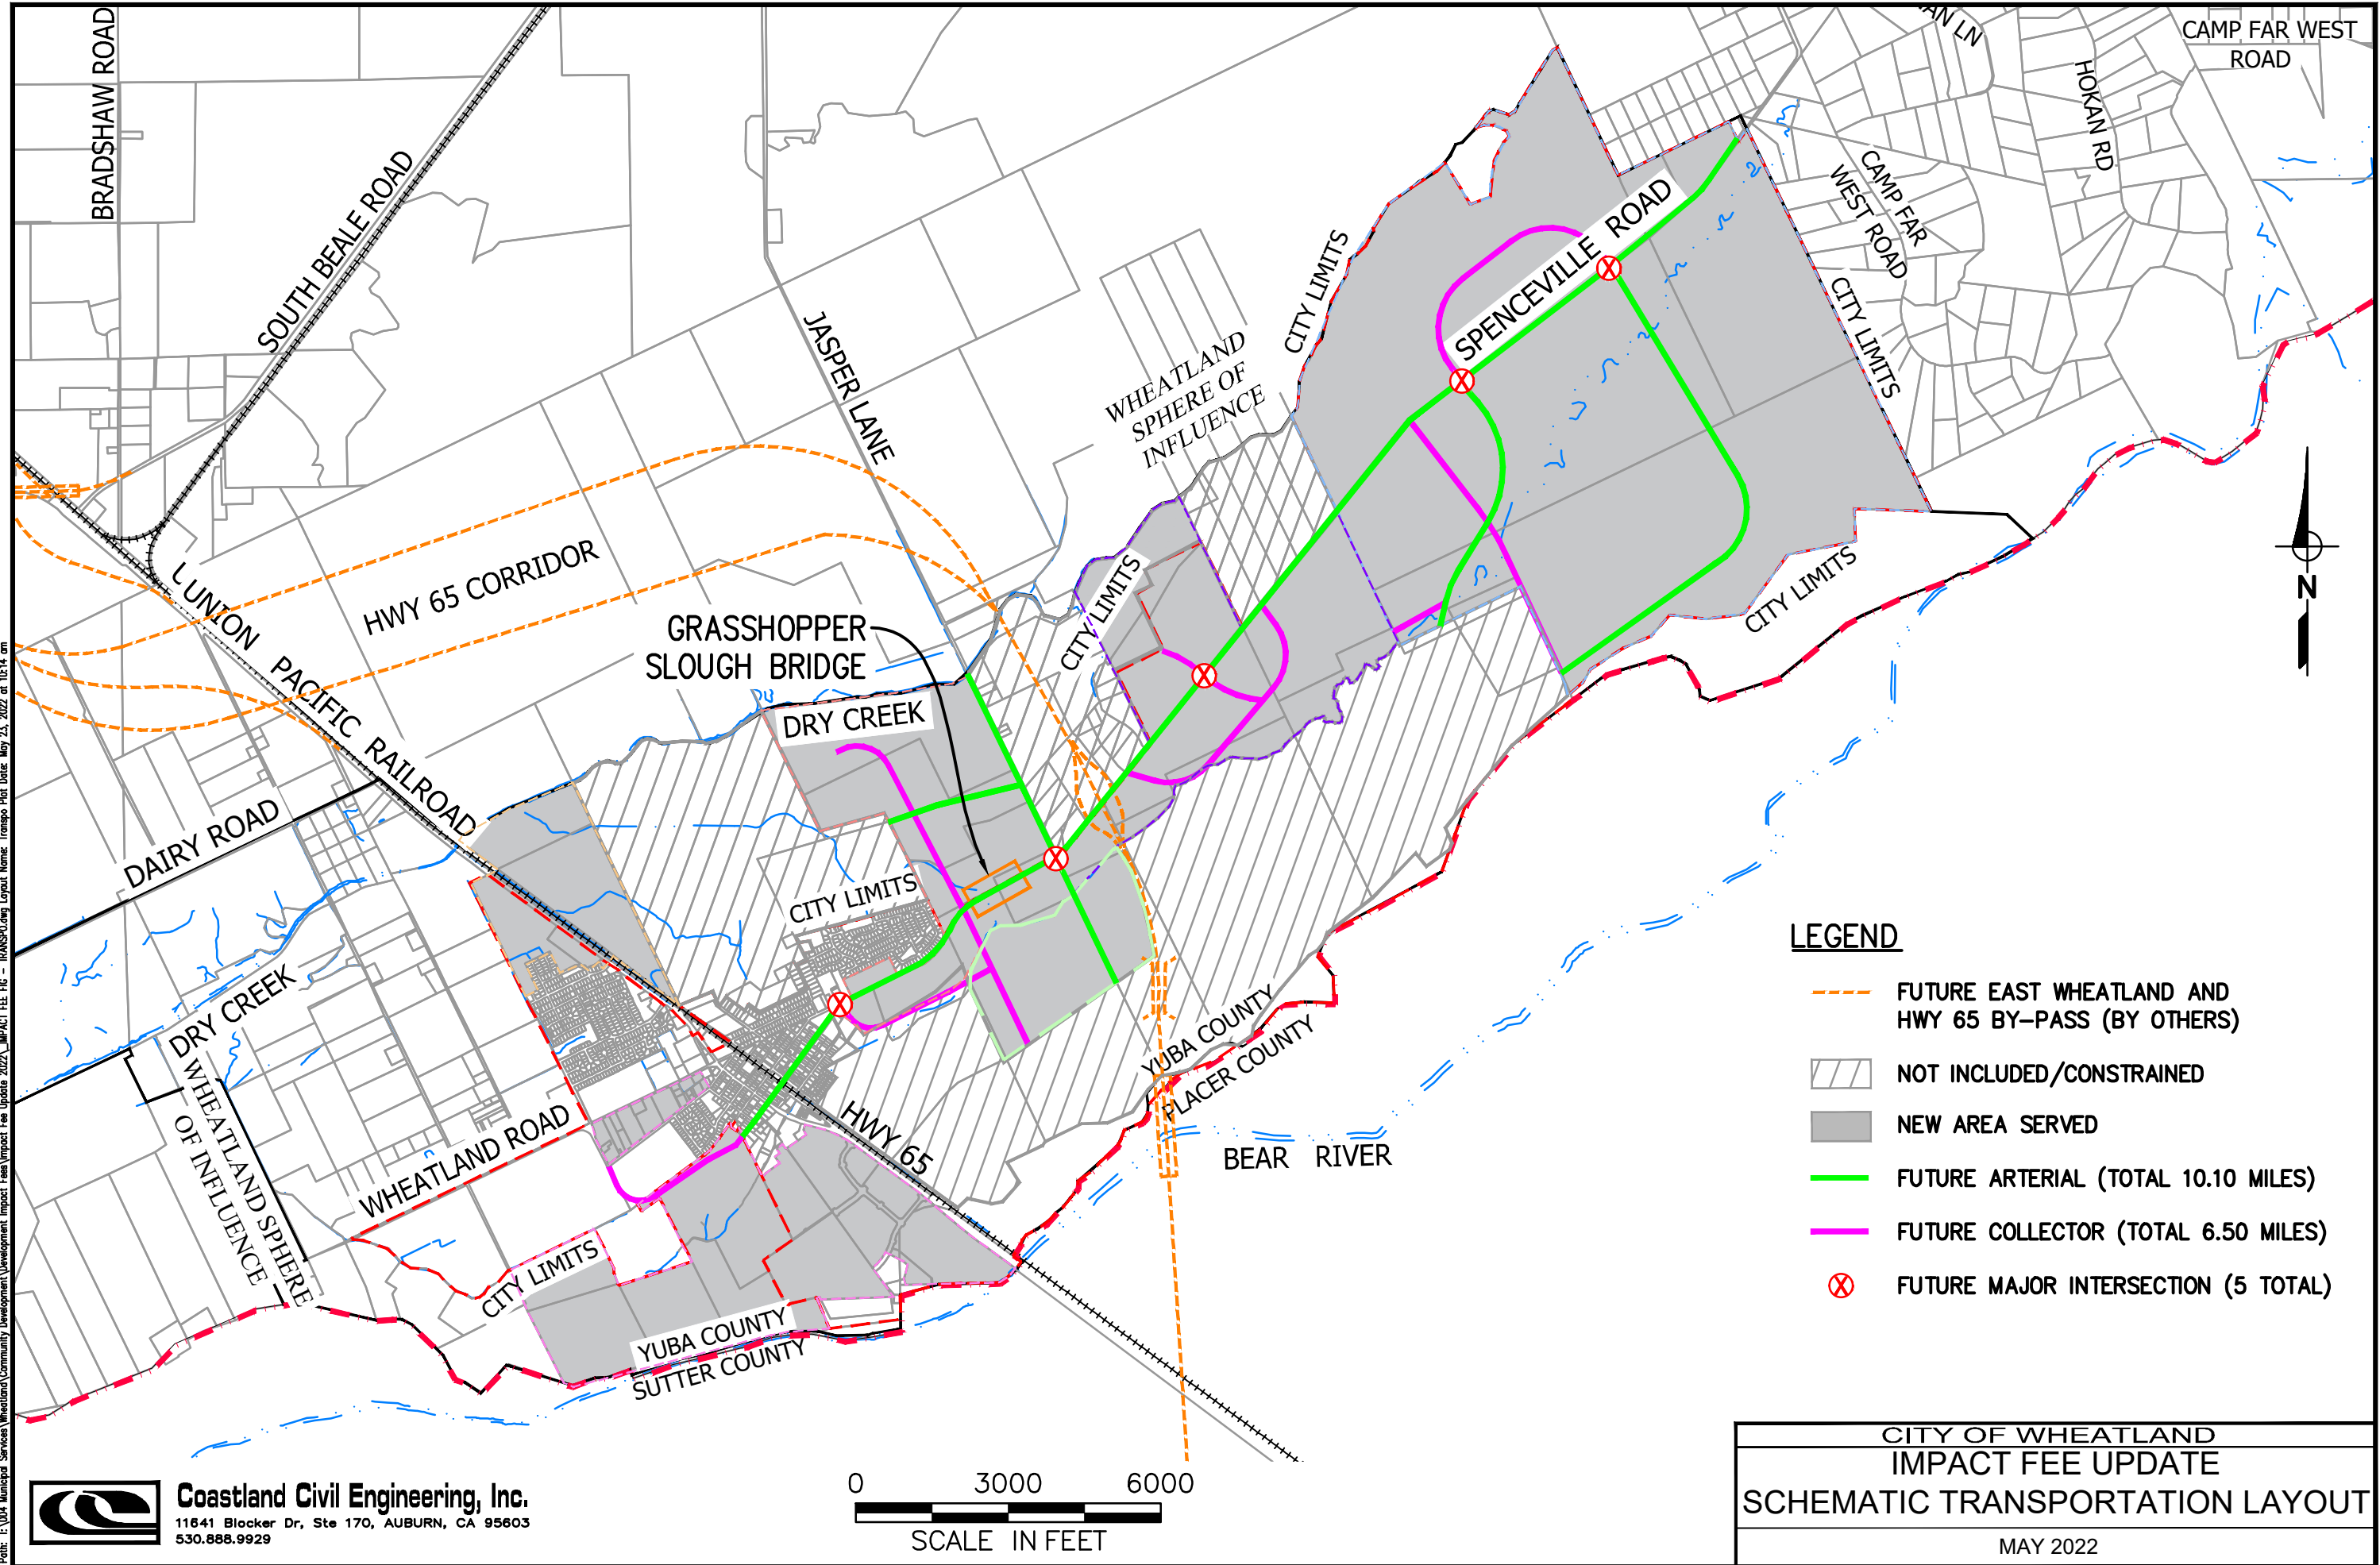 BRADSHAW ROAD
SOUTH BEALE ROAD
CAMP FAR WEST
ROAD
HOKAN RD
CAMP FAR
WEST ROAD
CITY LIMITS
SPENCEVILLE ROAD
CITY LIMITS
JASPER LANE
WHEATLAND
SPHERE OF
INFLUENCE
HWY 65 CORRIDOR
UNION PACIFIC RAILROAD
GRASSHOPPER
SLOUGH BRIDGE
CITY LIMITS
CITY LIMITS
N
DRY CREEK
DAIRY ROAD
CITY LIMITS
DRY CREEK
WHEATLAND SPHERE
OF INFLUENCE
WHEATLAND ROAD
HWY 65
YUBA COUNTY
PLACER COUNTY
BEAR RIVER
CITY LIMITS
YUBA COUNTY
SUTTER COUNTY
LEGEND
FUTURE EAST WHEATLAND AND
HWY 65 BY-PASS (BY OTHERS)
NOT INCLUDED/CONSTRAINED
NEW AREA SERVED
FUTURE ARTERIAL (TOTAL 10.10 MILES)
FUTURE COLLECTOR (TOTAL 6.50 MILES)
FUTURE MAJOR INTERSECTION (5 TOTAL)
Coastland Civil Engineering, Inc.
11641 Blocker Dr, Ste 170, AUBURN, CA 95603
530.888.9929
0 3000 6000
SCALE IN FEET
CITY OF WHEATLAND
IMPACT FEE UPDATE
SCHEMATIC TRANSPORTATION LAYOUT
MAY 2022